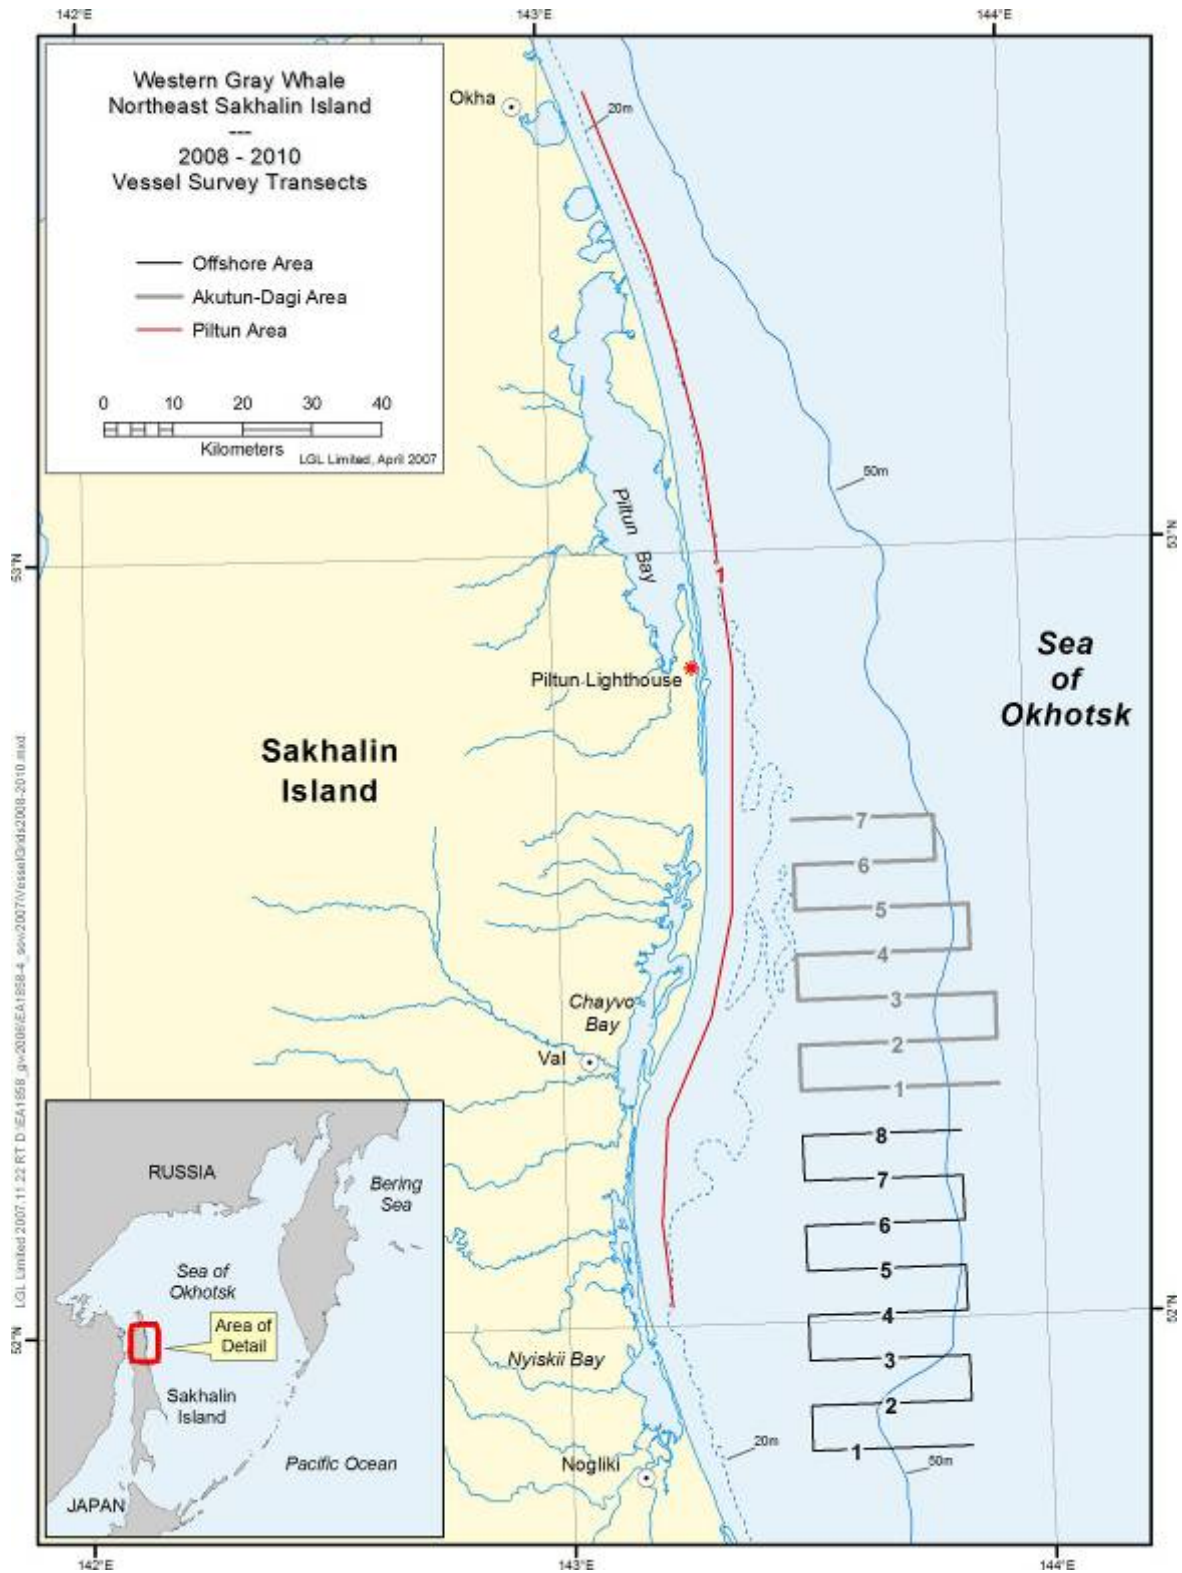 142°E
143°E
144°E
Western Gray Whale
Northeast Sakhalin Island
---
2008 - 2010
Vessel Survey Transects
Offshore Area
Akutun-Dagi Area
Piltun Area
0 10 20 30 40
Kilometers
LGL Limited, April 2007
Okha
20m
50m
Piltun Bay
53°N
53°N
1
Sea
of
Okhotsk
Piltun Lighthouse
Sakhalin
Island
7
6
5
4
3
2
1
Chayvo
Bay
Val
8
7
6
5
4
3
2
1
52°N
52°N
Nyiskii Bay
Nogliki
20m
50m
RUSSIA
Bering
Sea
Sea of
Okhotsk
Area of
Detail
Sakhalin
Island
Pacific Ocean
JAPAN
142°E
143°E
144°E